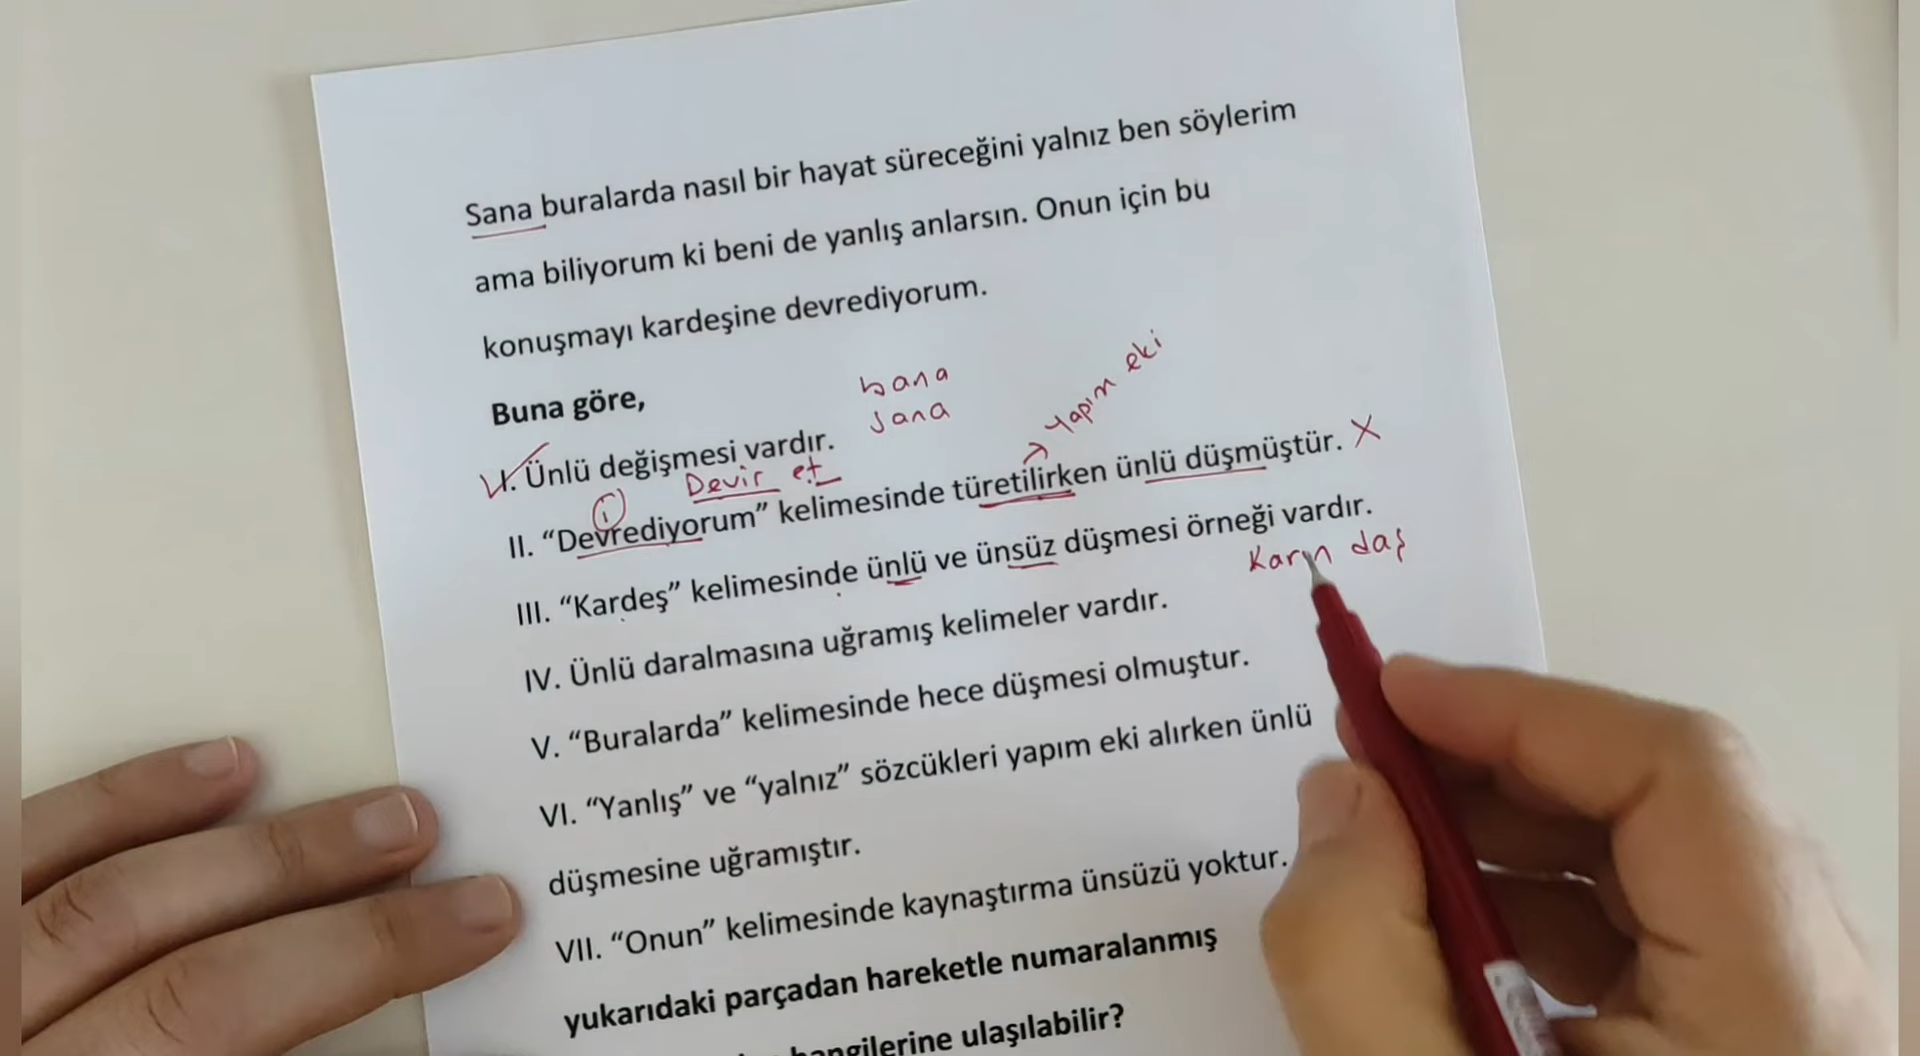 Sana buralarda nasıl bir hayat süreceğini yalnız ben söylerim
ama biliyorum ki beni de yanlış anlarsın. Onun için bu
konuşmayı kardeşine devrediyorum.
Buna göre,
bana
sana
Yapım eki
I. Ünlü değişmesi vardır.
Devir et
i
II. “Devrediyorum” kelimesinde türetilirken ünlü düşmüştür. X
III. “Kardeş” kelimesinde ünlü ve ünsüz düşmesi örneği vardır.
Karın daş
IV. Ünlü daralmasına uğramış kelimeler vardır.
V. “Buralarda” kelimesinde hece düşmesi olmuştur.
VI. “Yanlış” ve “yalnız” sözcükleri yapım eki alırken ünlü
düşmesine uğramıştır.
VII. “Onun” kelimesinde kaynaştırma ünsüzü yoktur.
yukarıdaki parçadan hareketle numaralanmış
hangilerine ulaşılabilir?